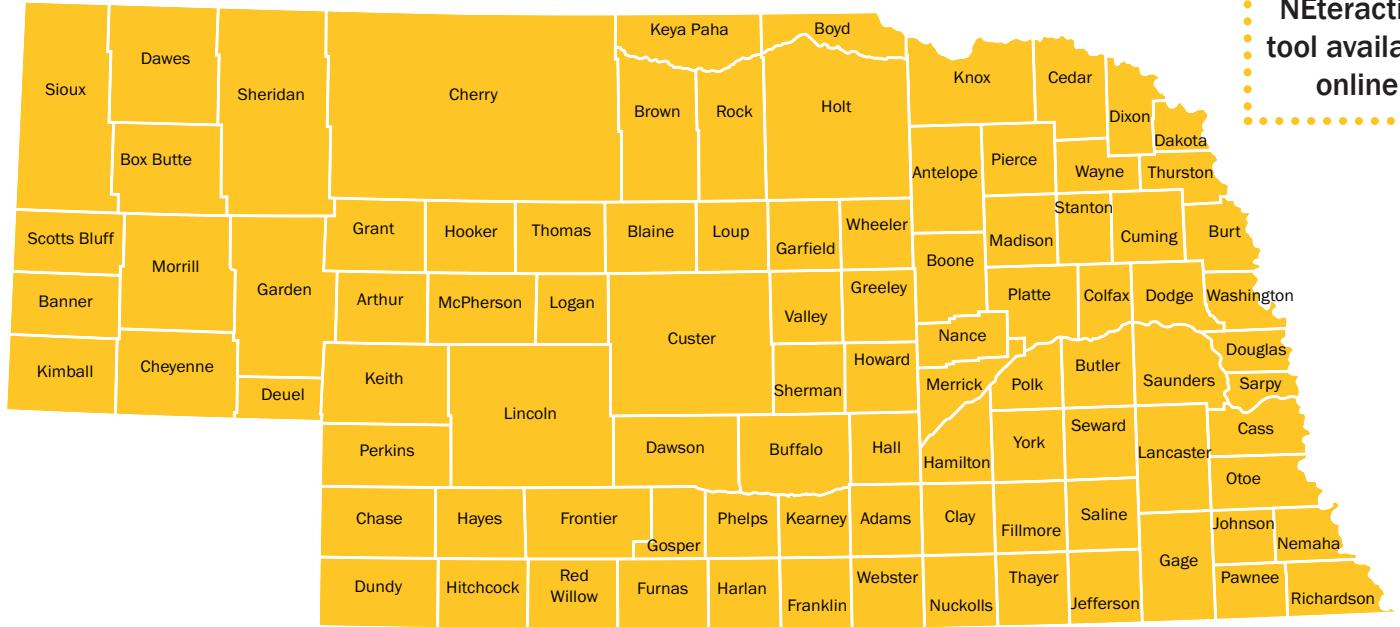 NEteracti
tool availa
online
Keya Paha
Boyd
Dawes
Sioux
Sheridan
Cherry
Knox
Cedar
Brown
Rock
Holt
Dixon
Dakota
Box Butte
Antelope
Pierce
Wayne
Thurston
Stanton
Scotts Bluff
Grant
Hooker
Thomas
Blaine
Loup
Garfield
Wheeler
Madison
Cuming
Burt
Morrill
Boone
Garden
Banner
Arthur
McPherson
Logan
Greeley
Platte
Colfax
Dodge
Washington
Valley
Custer
Nance
Douglas
Kimball
Cheyenne
Keith
Howard
Butler
Deuel
Sherman
Merrick
Polk
Saunders
Sarpy
Lincoln
Perkins
Dawson
Buffalo
Hall
Hamilton
York
Seward
Lancaster
Cass
Otoe
Chase
Hayes
Frontier
Gosper
Phelps
Kearney
Adams
Clay
Fillmore
Saline
Johnson
Nemaha
Gage
Dundy
Hitchcock
Red
Willow
Furnas
Harlan
Franklin
Webster
Nuckolls
Thayer
Jefferson
Pawnee
Richardson